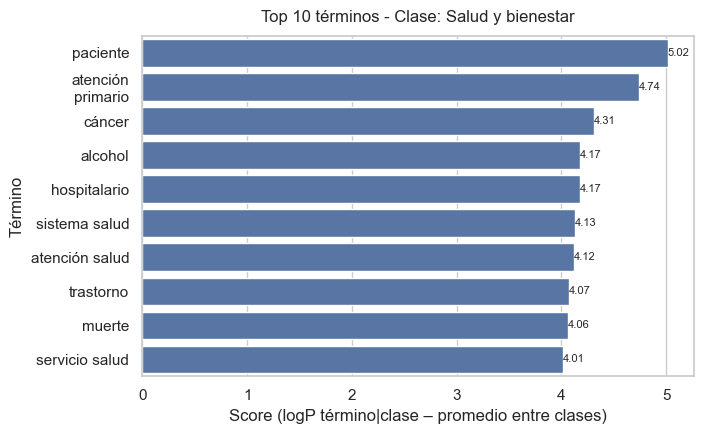 Top 10 términos - Clase: Salud y bienestar
paciente
5.02
atención
primario
4.74
cáncer
4.31
alcohol
4.17
hospitalario
4.17
sistema salud
4.13
atención salud
4.12
trastorno
4.07
muerte
4.06
servicio salud
4.01
Término
0 1 2 3 4 5
Score (logP término|clase – promedio entre clases)